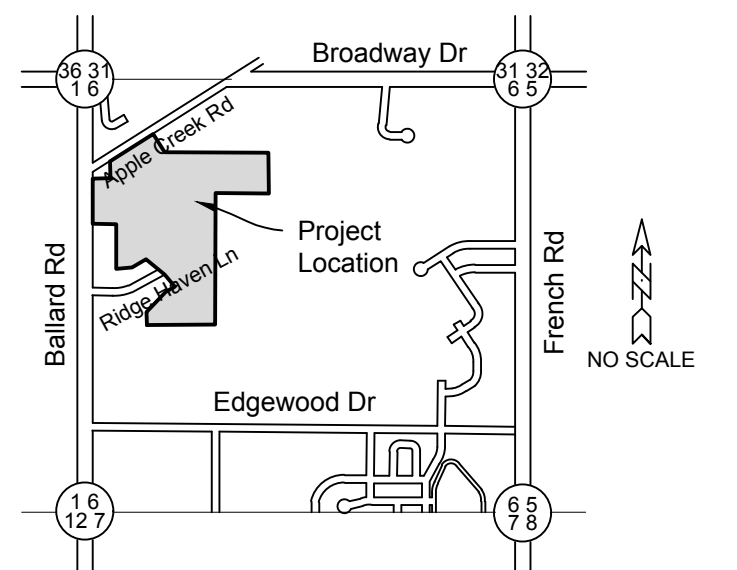 Broadway Dr
36 31
1 6
31 32
6 5
Apple Creek Rd
Project
Location
Ballard Rd
Ridge Haven Ln
French Rd
N
NO SCALE
Edgewood Dr
1 6
12 7
6 5
7 8